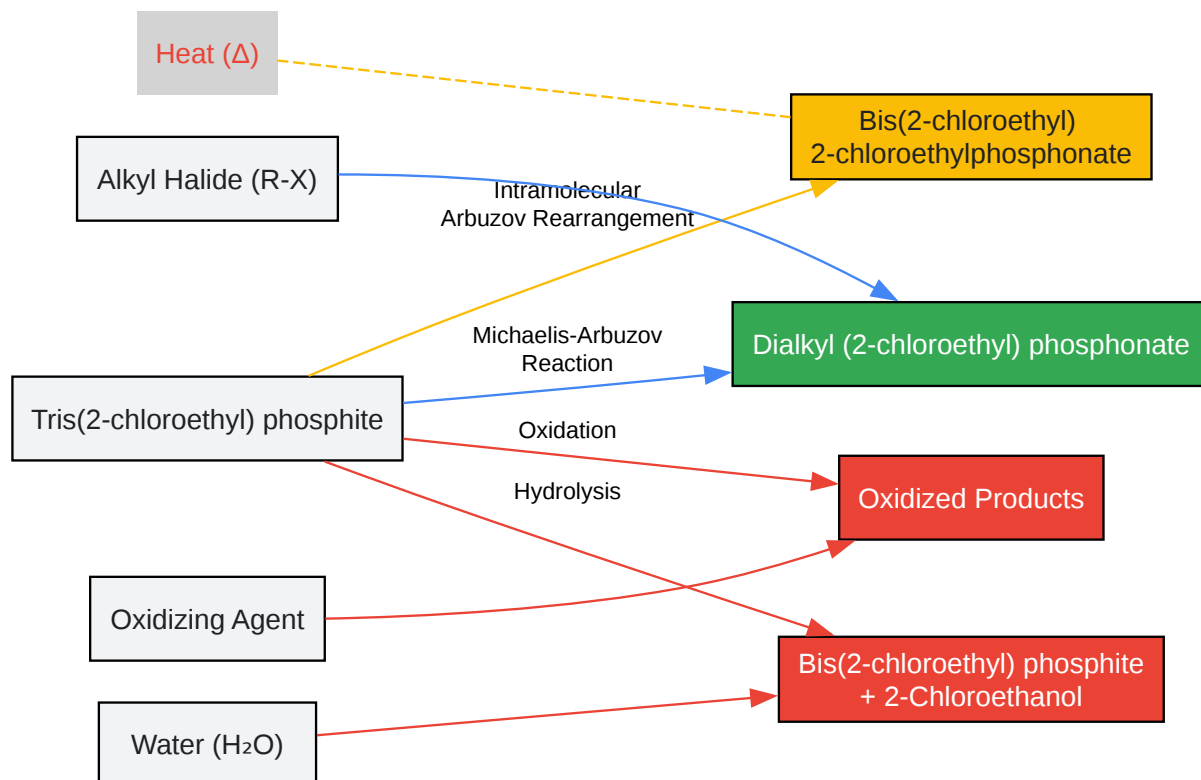 Heat (Δ)
Bis(2-chloroethyl)
2-chloroethylphosphonate
Alkyl Halide (R-X)
Intramolecular
Arbuzov Rearrangement
Dialkyl (2-chloroethyl) phosphonate
Michaelis-Arbuzov
Reaction
Tris(2-chloroethyl) phosphite
Oxidation
Hydrolysis
Oxidized Products
Oxidizing Agent
Bis(2-chloroethyl) phosphite
+ 2-Chloroethanol
Water (H₂O)